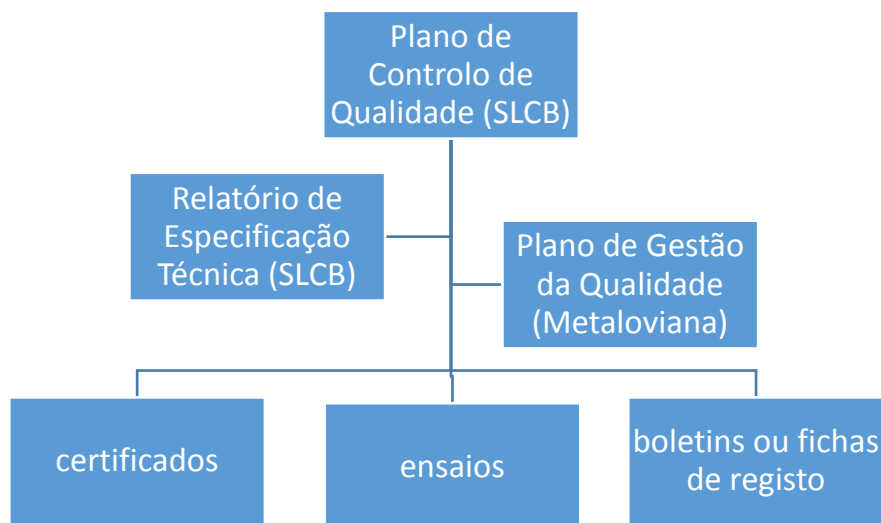 Plano de
Controlo de
Qualidade (SLCB)
Relatório de
Especificação
Técnica (SLCB)
Plano de Gestão
da Qualidade
(Metaloviana)
certificados
ensaios
boletins ou fichas
de registo